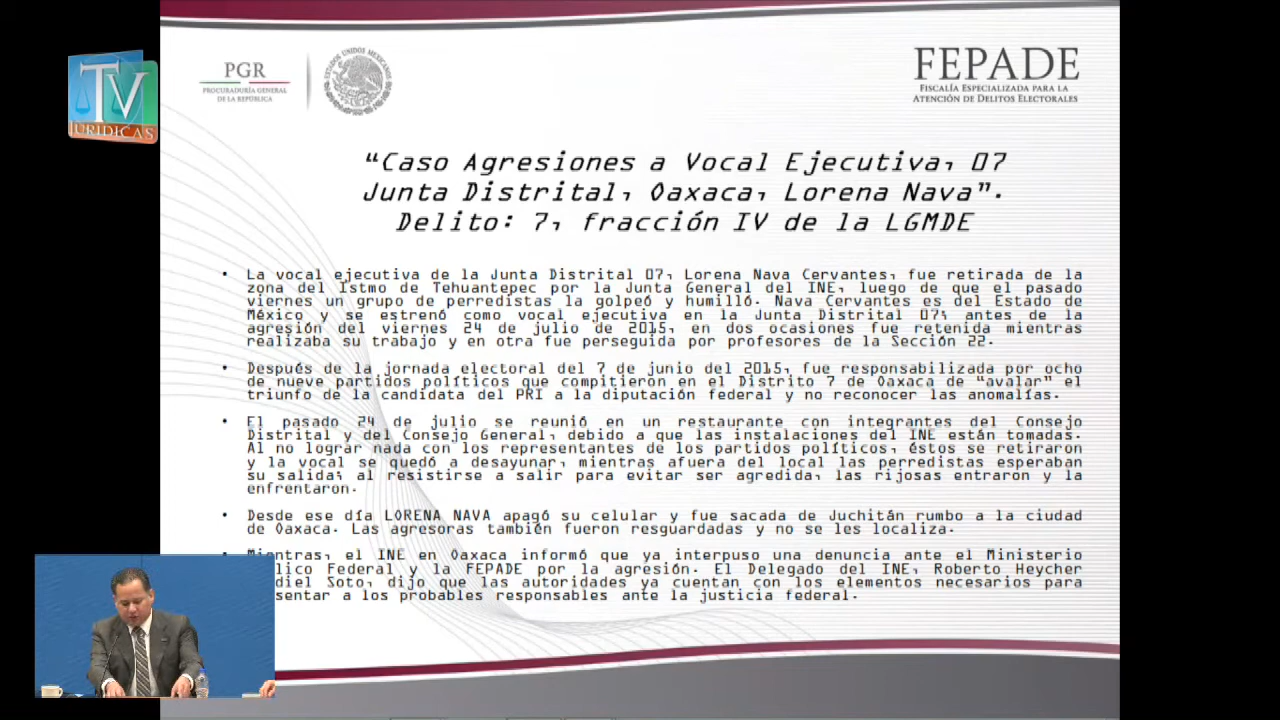 TV
JURIDICAS
PGR
PROCURADURÍA GENERAL
DE LA REPÚBLICA
ESTADOS UNIDOS MEXICANOS
FEPADE
FISCALÍA ESPECIALIZADA PARA LA
ATENCIÓN DE DELITOS ELECTORALES
“Caso Agresiones a Vocal Ejecutiva, 07
Junta Distrital, Oaxaca, Lorena Nava”.
Delito: 7, fracción IV de la LGMDE
• La vocal ejecutiva de la Junta Distrital 07, Lorena Nava Cervantes, fue retirada de la
zona del Istmo de Tehuantepec por la Junta General del INE, luego de que el pasado
viernes un grupo de perredistas la golpeó y humilló. Nava Cervantes es del Estado de
México y se estrenó como vocal ejecutiva en la Junta Distrital 07; antes de la
agresión del viernes 24 de julio de 2015, en dos ocasiones fue retenida mientras
realizaba su trabajo y en otra fue perseguida por profesores de la Sección 22.
• Después de la jornada electoral del 7 de junio del 2015, fue responsabilizada por ocho
de nueve partidos políticos que compitieron en el Distrito 7 de Oaxaca de “avalar” el
triunfo de la candidata del PRI a la diputación federal y no reconocer las anomalías.
• El pasado 24 de julio se reunió en un restaurante con integrantes del Consejo
Distrital y del Consejo General, debido a que las instalaciones del INE están tomadas.
Al no lograr nada con los representantes de los partidos políticos, éstos se retiraron
y la vocal se quedó a desayunar, mientras afuera del local las perredistas esperaban
su salida; al resistirse a salir para evitar ser agredida, las rijosas entraron y la
enfrentaron.
• Desde ese día LORENA NAVA apagó su celular y fue sacada de Juchitán rumbo a la ciudad
de Oaxaca. Las agresoras también fueron resguardadas y no se les localiza.
• Mientras, el INE en Oaxaca informó que ya interpuso una denuncia ante el Ministerio
lico Federal y la FEPADE por la agresión. El Delegado del INE, Roberto Heycher
diel Soto, dijo que las autoridades ya cuentan con los elementos necesarios para
sentar a los probables responsables ante la justicia federal.